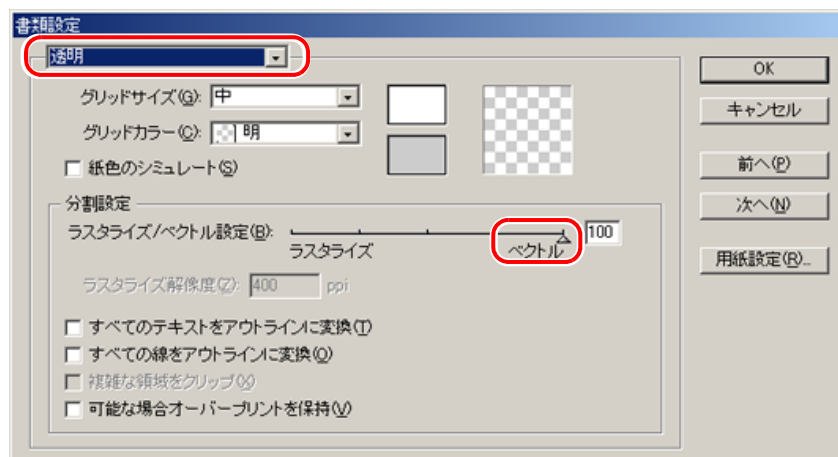 書類設定
透明
グリッドサイズ(G): 中
グリッドカラー(C): 明
紙色のシミュレート(S)
分割設定
ラスタライズ/ベクトル設定(B): 100
ラスタライズ ベクトル
ラスタライズ解像度(Z): 400 ppi
すべてのテキストをアウトラインに変換(T)
すべての線をアウトラインに変換(O)
複雑な領域をクリップ(X)
可能な場合オーバープリントを保持(V)
OK
キャンセル
前へ(P)
次へ(N)
用紙設定(R)...